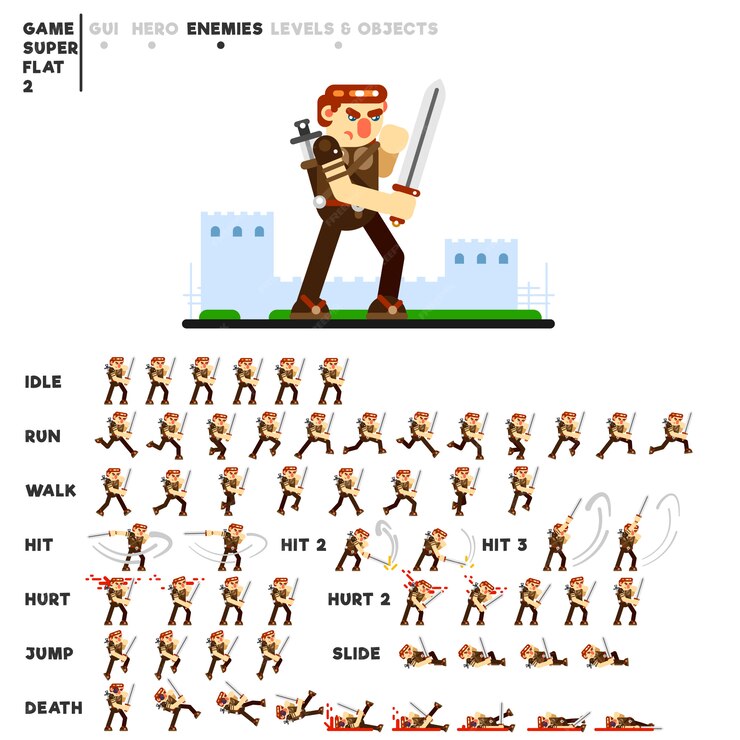 GAME
SUPER
FLAT
2
GUI HERO ENEMIES LEVELS & OBJECTS
IDLE
RUN
WALK
HIT HIT 2 HIT 3
HURT HURT 2
JUMP SLIDE
DEATH